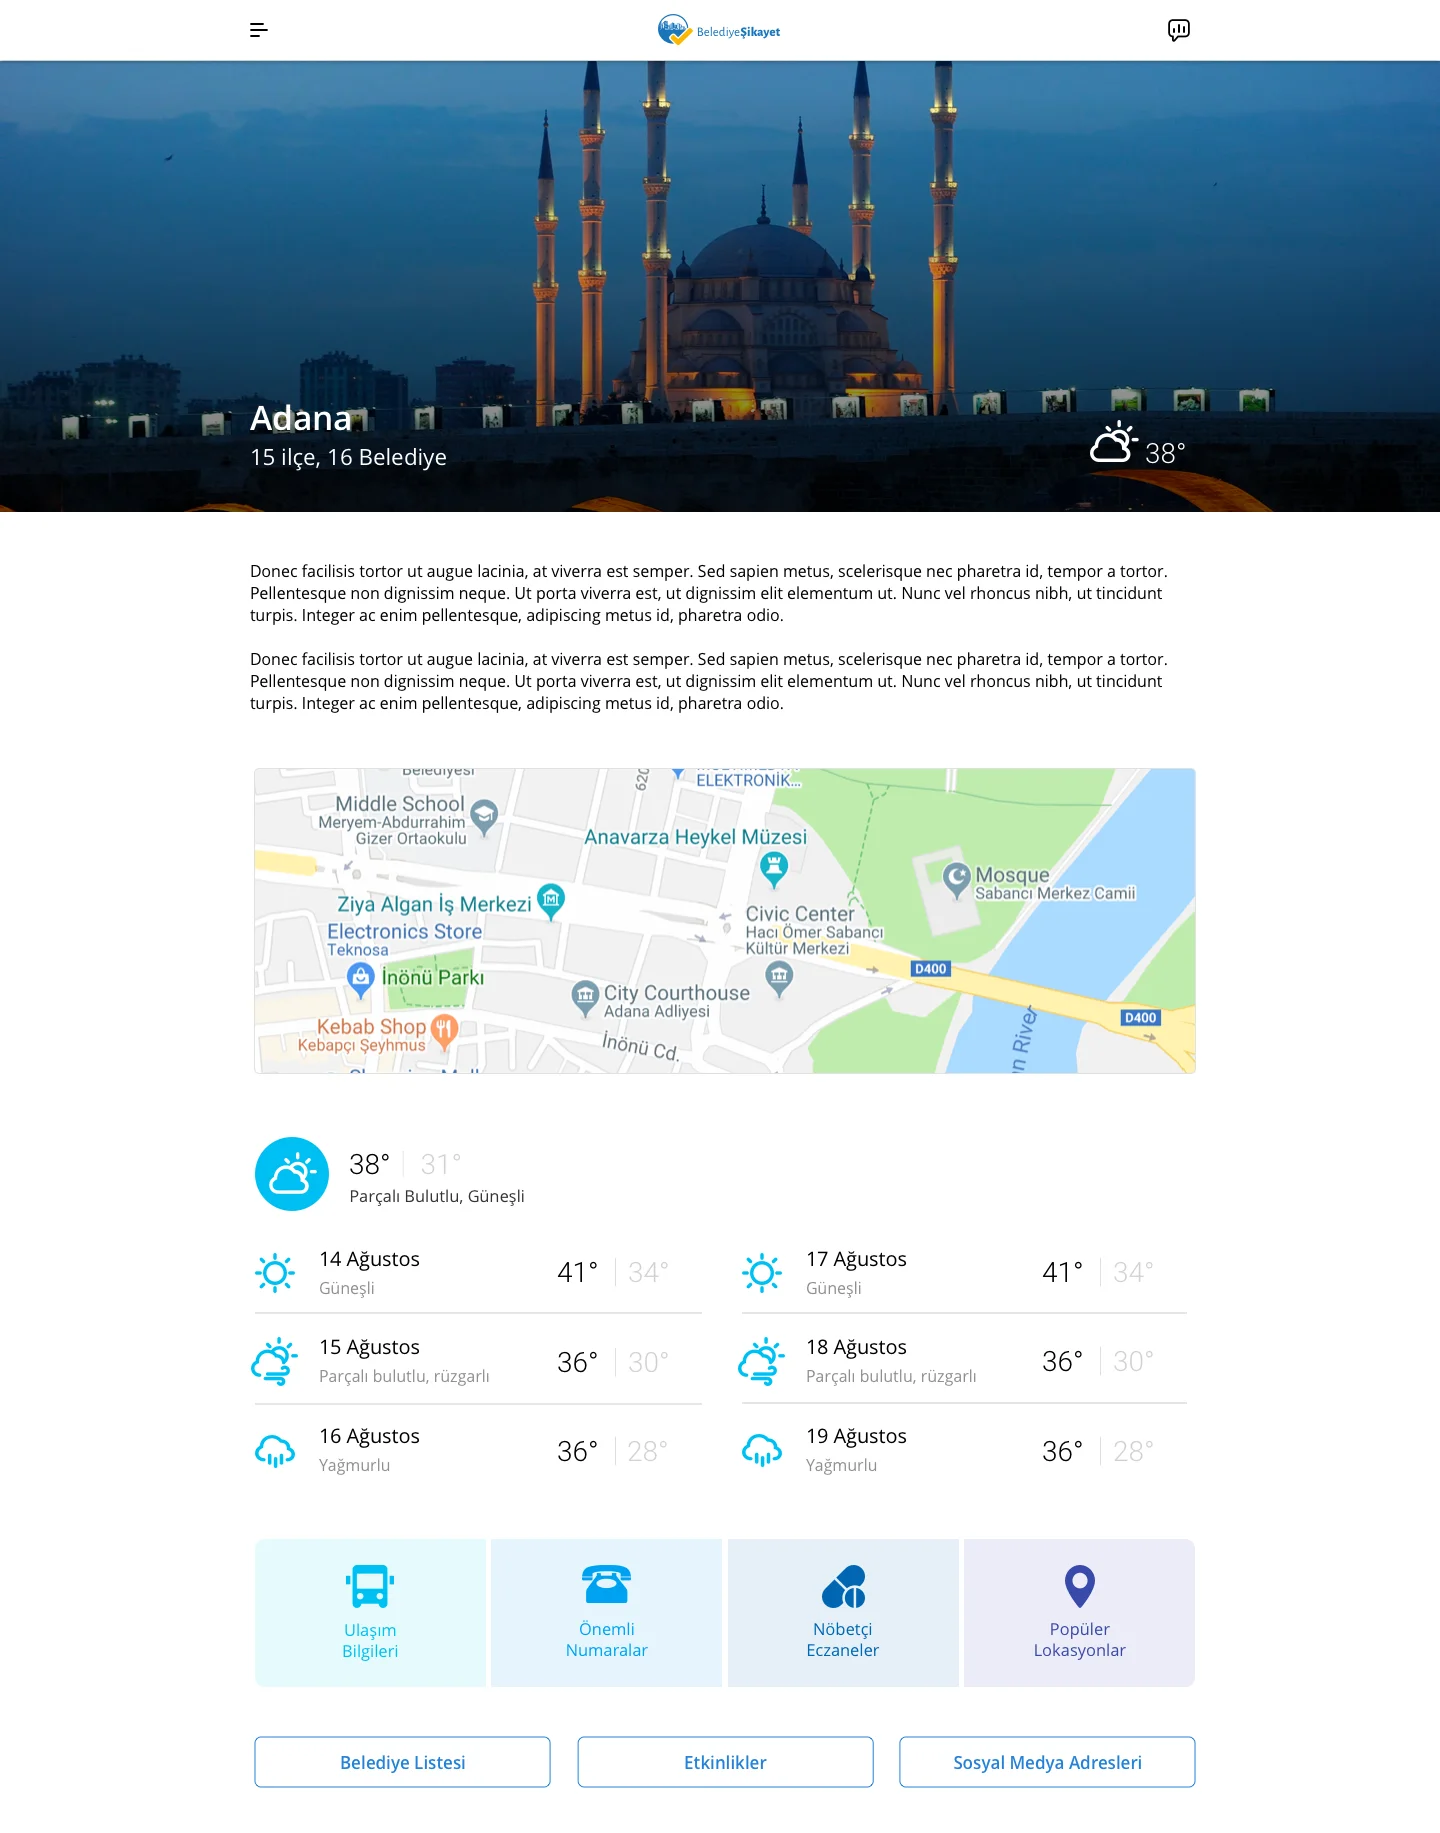 BelediyeŞikayet
Adana
15 ilçe, 16 Belediye
38°
Donec facilisis tortor ut augue lacinia, at viverra est semper. Sed sapien metus, scelerisque nec pharetra id, tempor a tortor.
Pellentesque non dignissim neque. Ut porta viverra est, ut dignissim elit elementum ut. Nunc vel rhoncus nibh, ut tincidunt
turpis. Integer ac enim pellentesque, adipiscing metus id, pharetra odio.
Donec facilisis tortor ut augue lacinia, at viverra est semper. Sed sapien metus, scelerisque nec pharetra id, tempor a tortor.
Pellentesque non dignissim neque. Ut porta viverra est, ut dignissim elit elementum ut. Nunc vel rhoncus nibh, ut tincidunt
turpis. Integer ac enim pellentesque, adipiscing metus id, pharetra odio.
Belediyesi
620
ELEKTRONİK...
Middle School
Meryem-Abdurrahim
Gizer Ortaokulu
Anavarza Heykel Müzesi
Mosque
Sabancı Merkez Camii
Ziya Algan İş Merkezi
Civic Center
Hacı Ömer Sabancı
Kültür Merkezi
Electronics Store
Teknosa
D400
İnönü Parkı
City Courthouse
Adana Adliyesi
D400
Kebab Shop
Kebapçı Şeyhmus
İnönü Cd.
River
38° 31°
Parçalı Bulutlu, Güneşli
14 Ağustos
Güneşli
41° 34°
15 Ağustos
Parçalı bulutlu, rüzgarlı
36° 30°
16 Ağustos
Yağmurlu
36° 28°
17 Ağustos
Güneşli
41° 34°
18 Ağustos
Parçalı bulutlu, rüzgarlı
36° 30°
19 Ağustos
Yağmurlu
36° 28°
Ulaşım
Bilgileri
Önemli
Numaralar
Nöbetçi
Eczaneler
Popüler
Lokasyonlar
Belediye Listesi
Etkinlikler
Sosyal Medya Adresleri